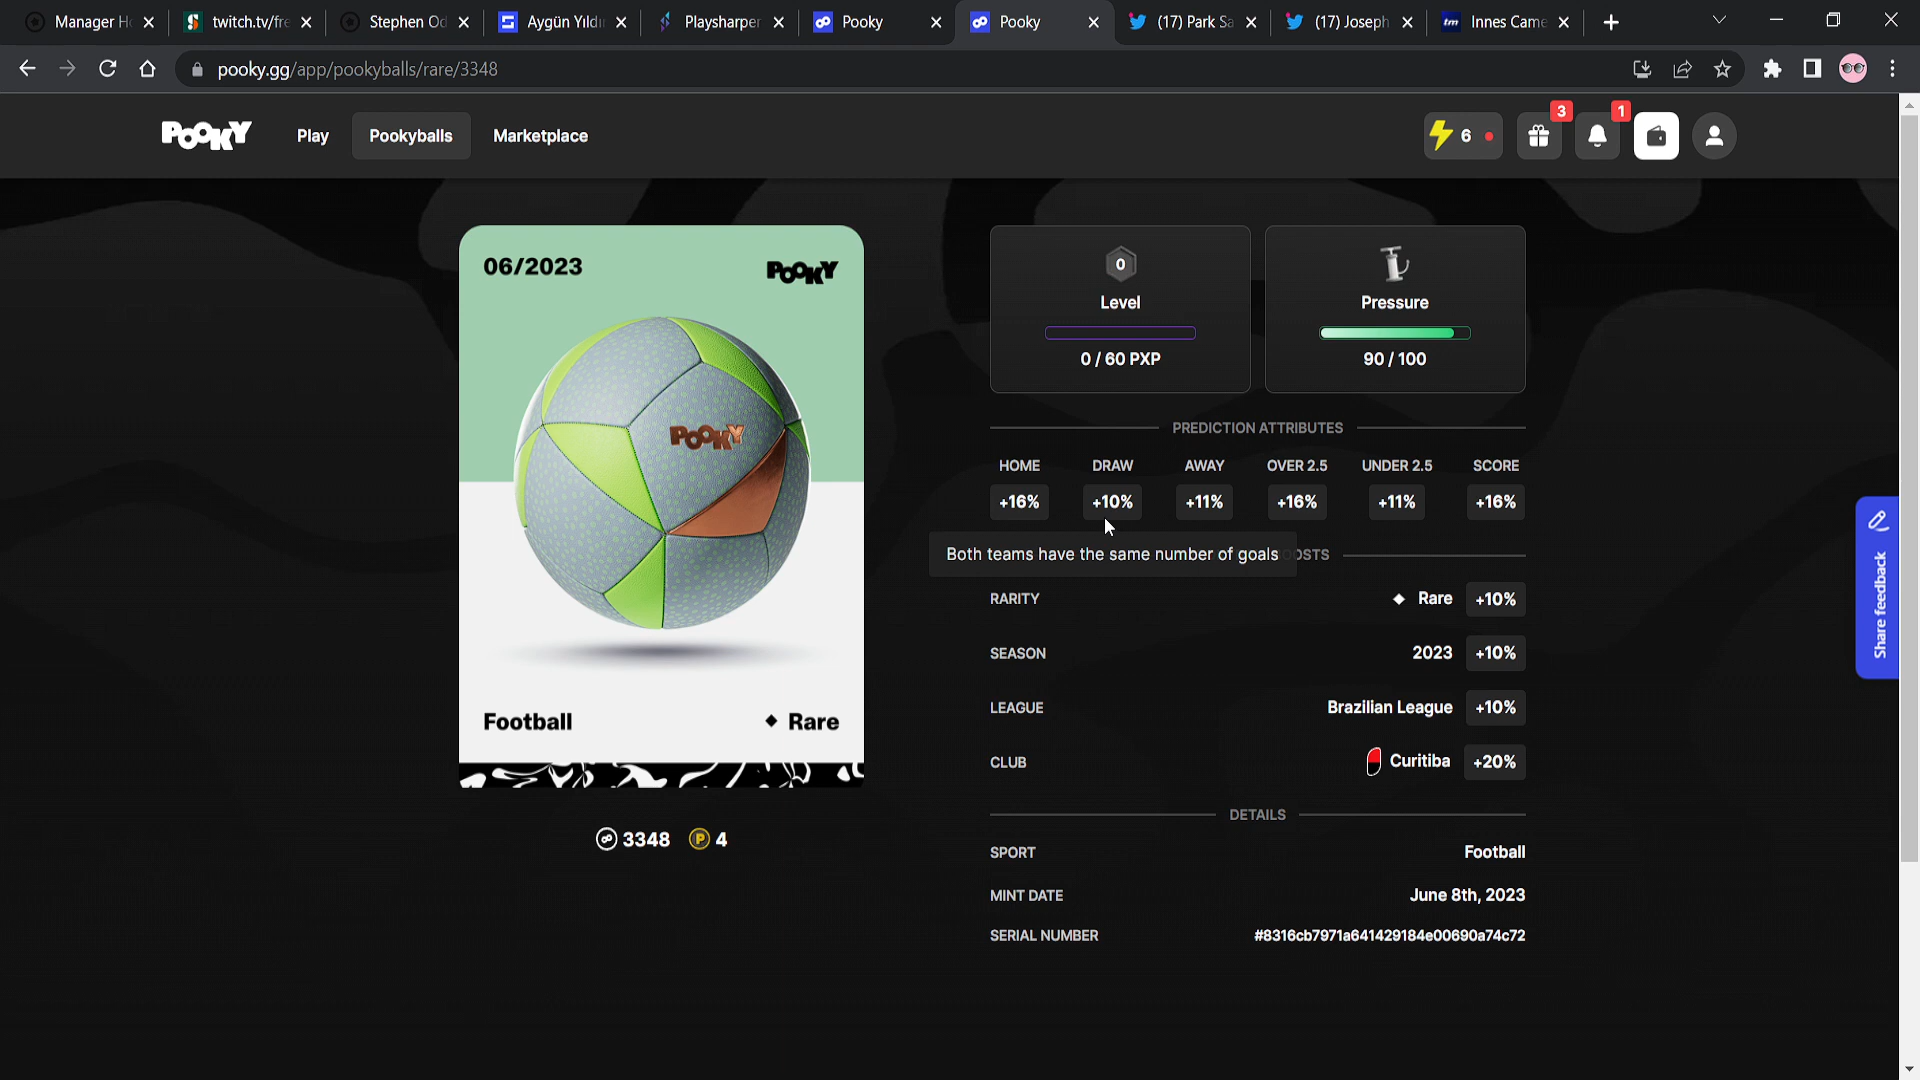 Manager H
twitch.tv/fre
Stephen Od
Aygün Yıldı
Playsharper
Pooky
Pooky
(17) Park Sa
(17) Joseph
tm Innes Came
pooky.gg/app/pookyballs/rare/3348
POOKY
Play
Pookyballs
Marketplace
6
3
1
06/2023
POOKY
POOKY
Football
Rare
3348
P 4
0
Level
0 / 60 PXP
Pressure
90 / 100
PREDICTION ATTRIBUTES
HOME DRAW AWAY OVER 2.5 UNDER 2.5 SCORE
+16% +10% +11% +16% +11% +16%
Both teams have the same number of goals
OSTS
RARITY Rare +10%
SEASON 2023 +10%
LEAGUE Brazilian League +10%
CLUB Curitiba +20%
DETAILS
SPORT Football
MINT DATE June 8th, 2023
SERIAL NUMBER #8316cb7971a641429184e00690a74c72
Share feedback